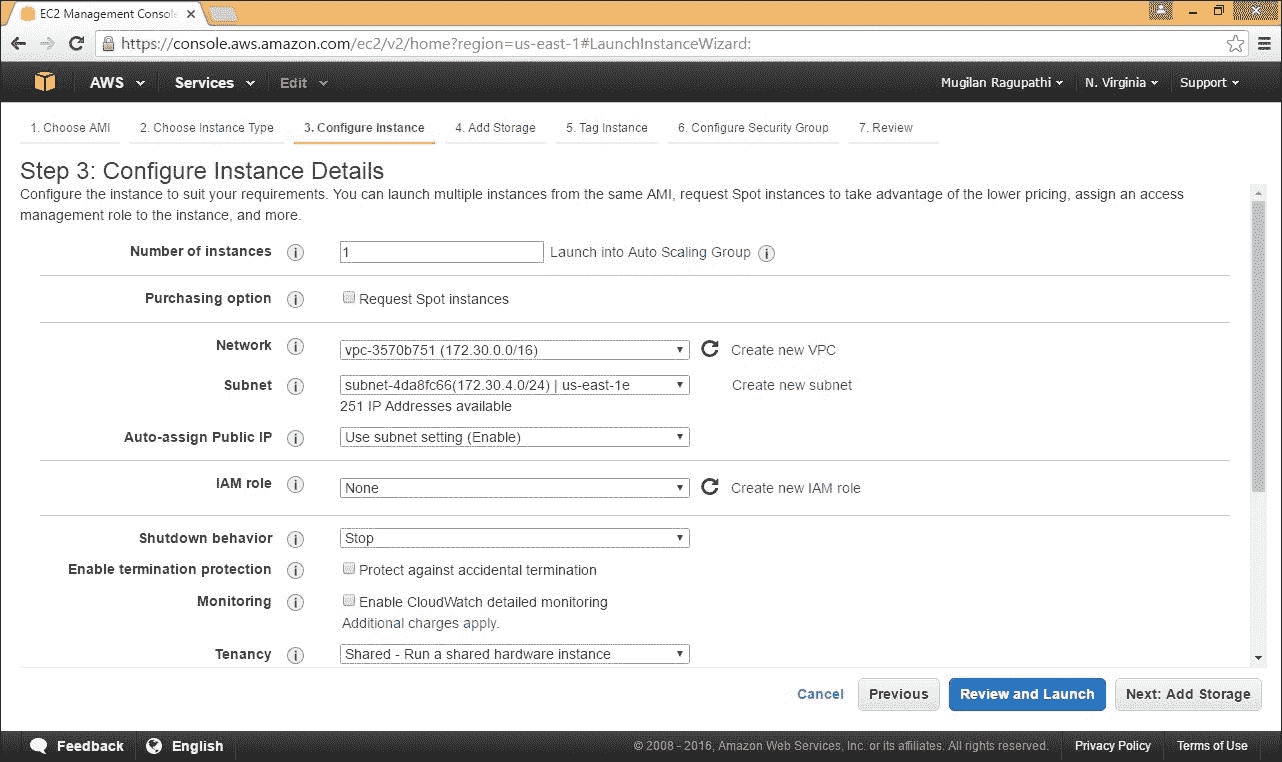 EC2 Management Console
https://console.aws.amazon.com/ec2/v2/home?region=us-east-1#LaunchInstanceWizard:
AWS Services Edit Mugilan Ragupathi N. Virginia Support
1. Choose AMI 2. Choose Instance Type 3. Configure Instance 4. Add Storage 5. Tag Instance 6. Configure Security Group 7. Review
Step 3: Configure Instance Details
Configure the instance to suit your requirements. You can launch multiple instances from the same AMI, request Spot instances to take advantage of the lower pricing, assign an access
management role to the instance, and more.
Number of instances i 1 Launch into Auto Scaling Group i
Purchasing option i Request Spot instances
Network i vpc-3570b751 (172.30.0.0/16) Create new VPC
Subnet i subnet-4da8fc66(172.30.4.0/24) | us-east-1e Create new subnet
251 IP Addresses available
Auto-assign Public IP i Use subnet setting (Enable)
IAM role i None Create new IAM role
Shutdown behavior i Stop
Enable termination protection i Protect against accidental termination
Monitoring i Enable CloudWatch detailed monitoring
Additional charges apply.
Tenancy i Shared - Run a shared hardware instance
Cancel Previous Review and Launch Next: Add Storage
Feedback English © 2008 - 2016, Amazon Web Services, Inc. or its affiliates. All rights reserved. Privacy Policy Terms of Use